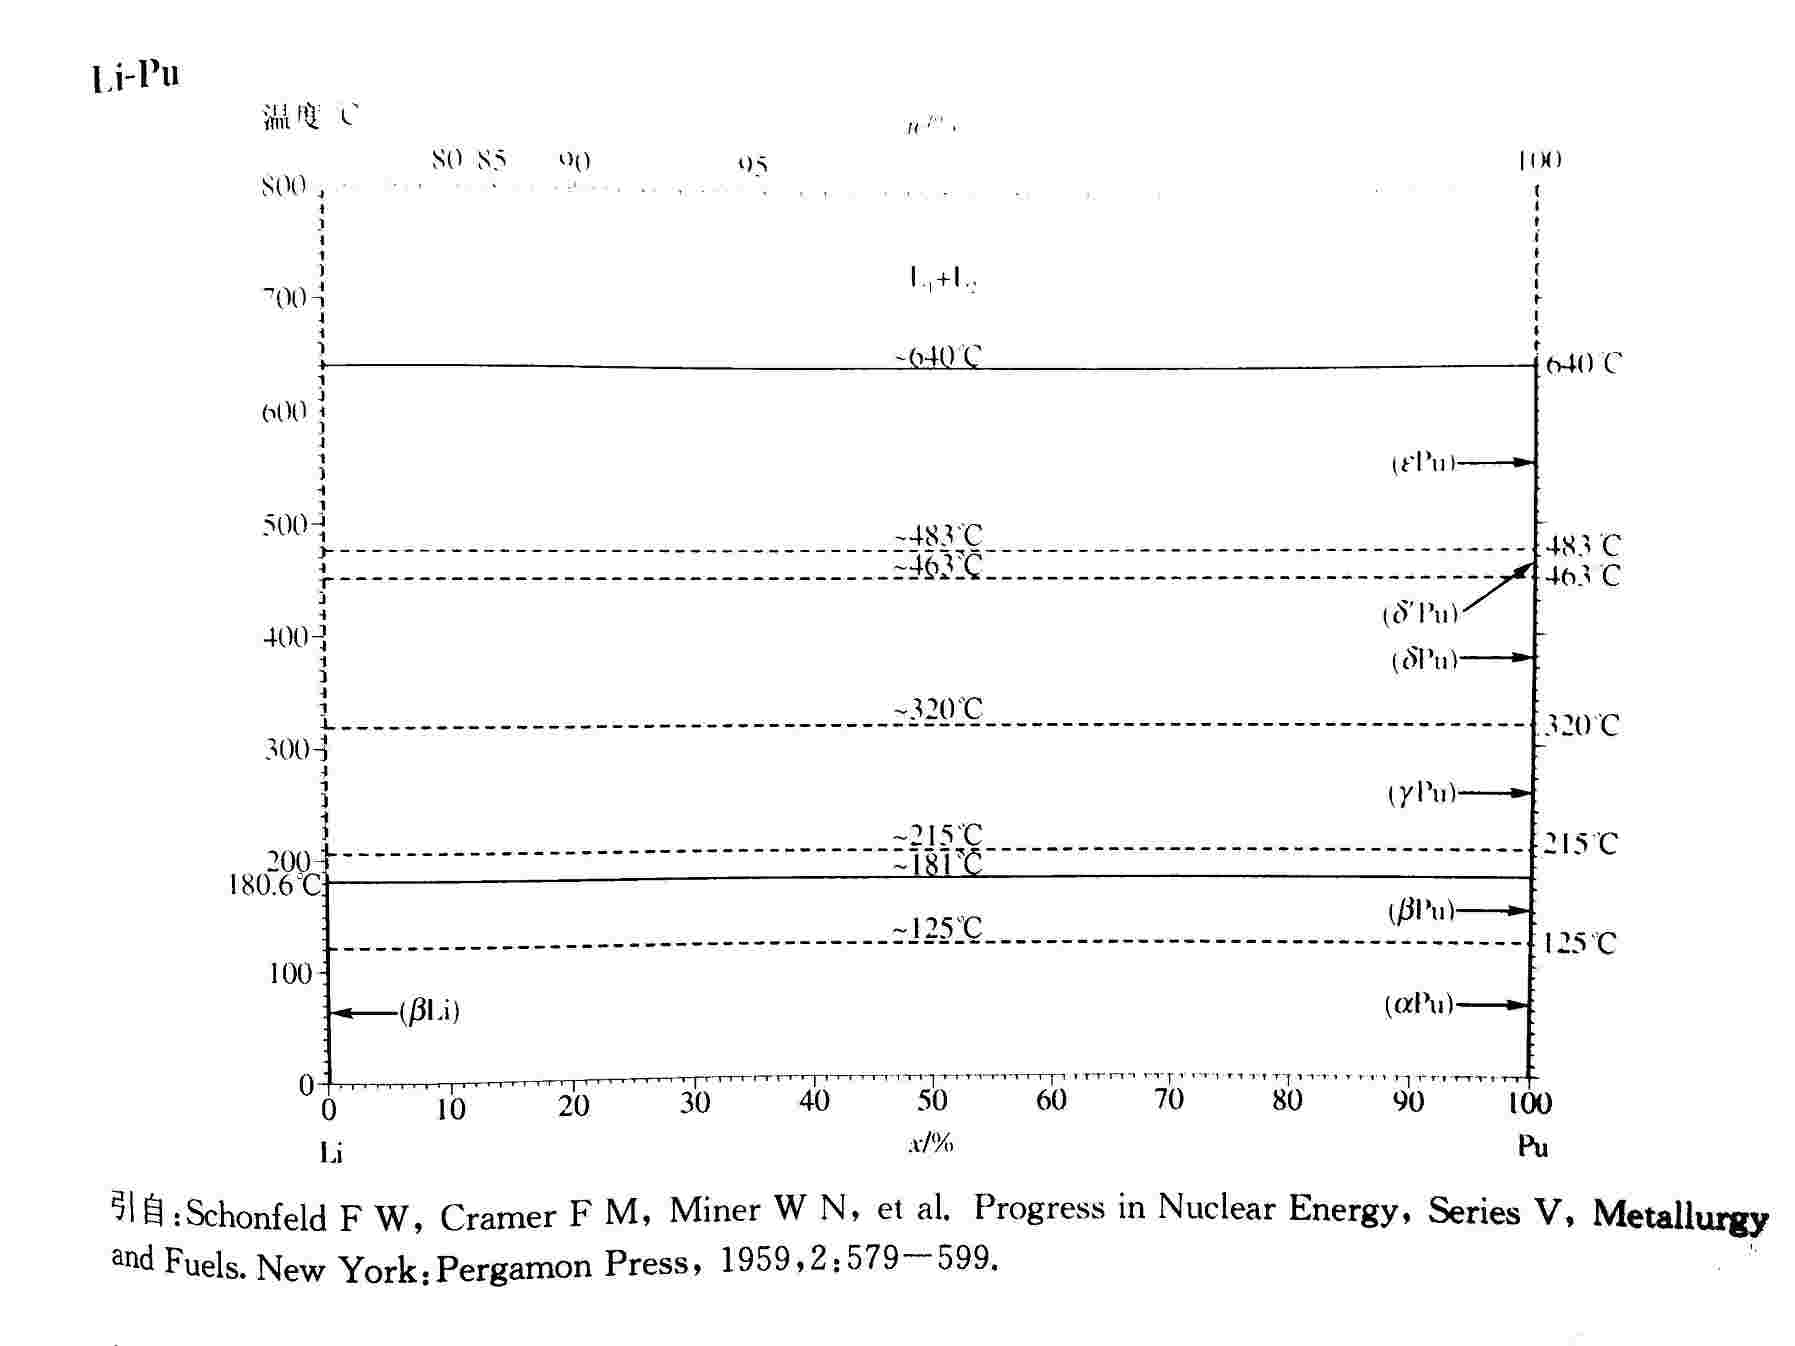 Li-Pu
温度 ℃
80 85 90 95 100
800
L₁+L₂
700
~640℃ 640℃
600
(εPu)
500
~483℃ 483℃
~463℃ 463℃
(δ′Pu)
400
(δPu)
~320℃ 320℃
300
(γPu)
~215℃ 215℃
200
~181℃
180.6℃
(βPu)
~125℃ 125℃
100
(βLi) (αPu)
0
0 10 20 30 40 50 60 70 80 90 100
Li x/% Pu
引自:Schonfeld F W, Cramer F M, Miner W N, et al. Progress in Nuclear Energy, Series V, Metallurgy
and Fuels. New York:Pergamon Press, 1959,2:579—599.